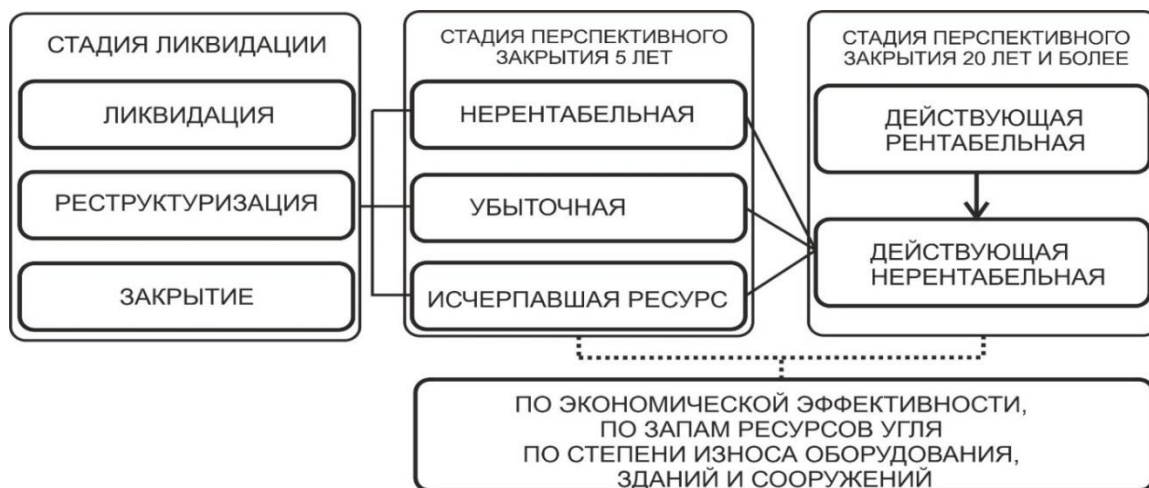 СТАДИЯ ЛИКВИДАЦИИ
ЛИКВИДАЦИЯ
РЕСТРУКТУРИЗАЦИЯ
ЗАКРЫТИЕ
СТАДИЯ ПЕРСПЕКТИВНОГО
ЗАКРЫТИЯ 5 ЛЕТ
НЕРЕНТАБЕЛЬНАЯ
УБЫТОЧНАЯ
ИСЧЕРПАВШАЯ РЕСУРС
СТАДИЯ ПЕРСПЕКТИВНОГО
ЗАКРЫТИЯ 20 ЛЕТ И БОЛЕЕ
ДЕЙСТВУЮЩАЯ
РЕНТАБЕЛЬНАЯ
ДЕЙСТВУЮЩАЯ
НЕРЕНТАБЕЛЬНАЯ
ПО ЭКОНОМИЧЕСКОЙ ЭФФЕКТИВНОСТИ,
ПО ЗАПАМ РЕСУРСОВ УГЛЯ
ПО СТЕПЕНИ ИЗНОСА ОБОРУДОВАНИЯ,
ЗДАНИЙ И СООРУЖЕНИЙ